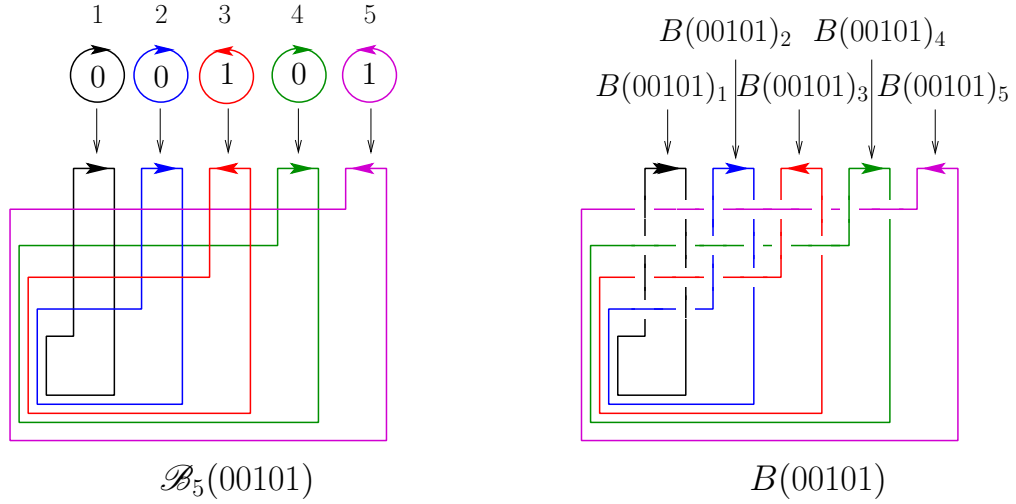 1 2 3 4 5
0 0 1 0 1
B(00101)₂ B(00101)₄
B(00101)₁ B(00101)₃ B(00101)₅
ℬ₅(00101)
B(00101)